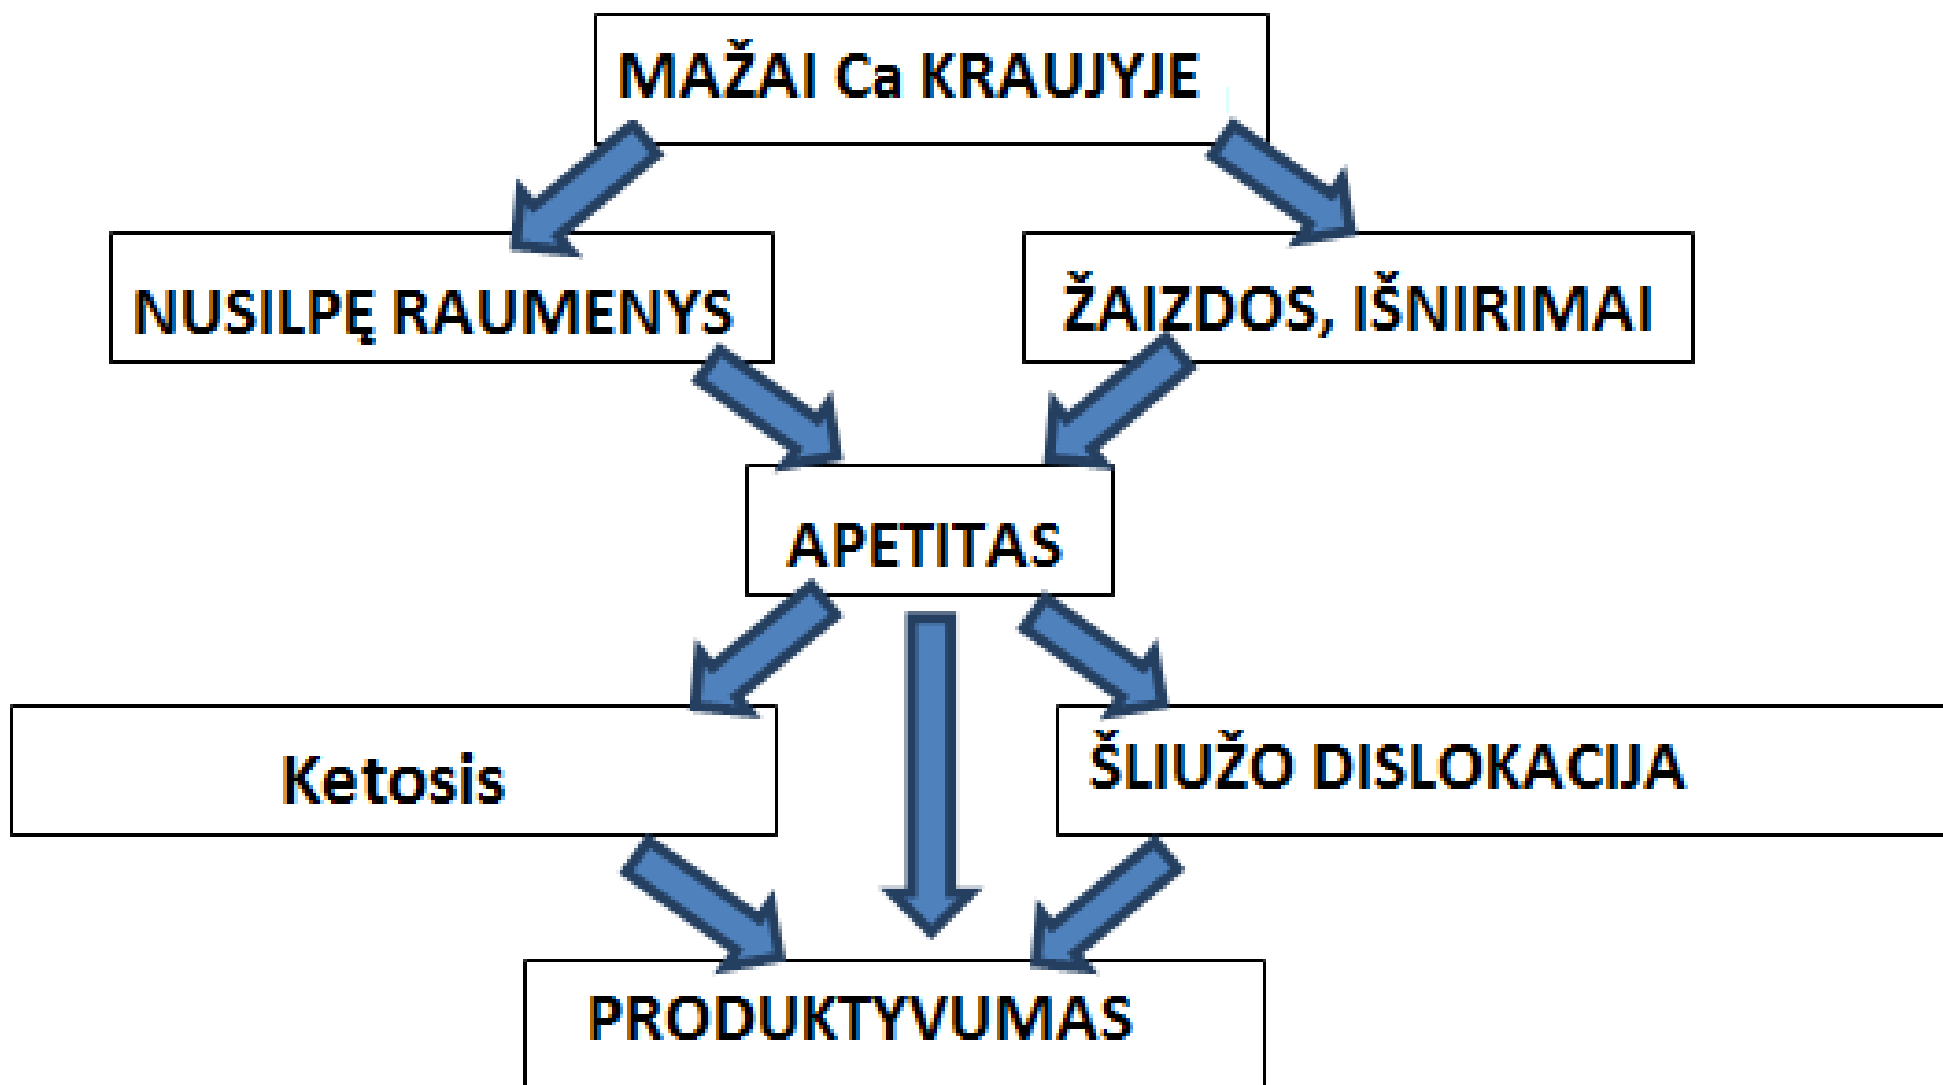 MAŽAI Ca KRAUJYJE
NUSILPĘ RAUMENYS
ŽAIZDOS, IŠNIRIMAI
APETITAS
Ketosis
ŠLIUŽO DISLOKACIJA
PRODUKTYVUMAS